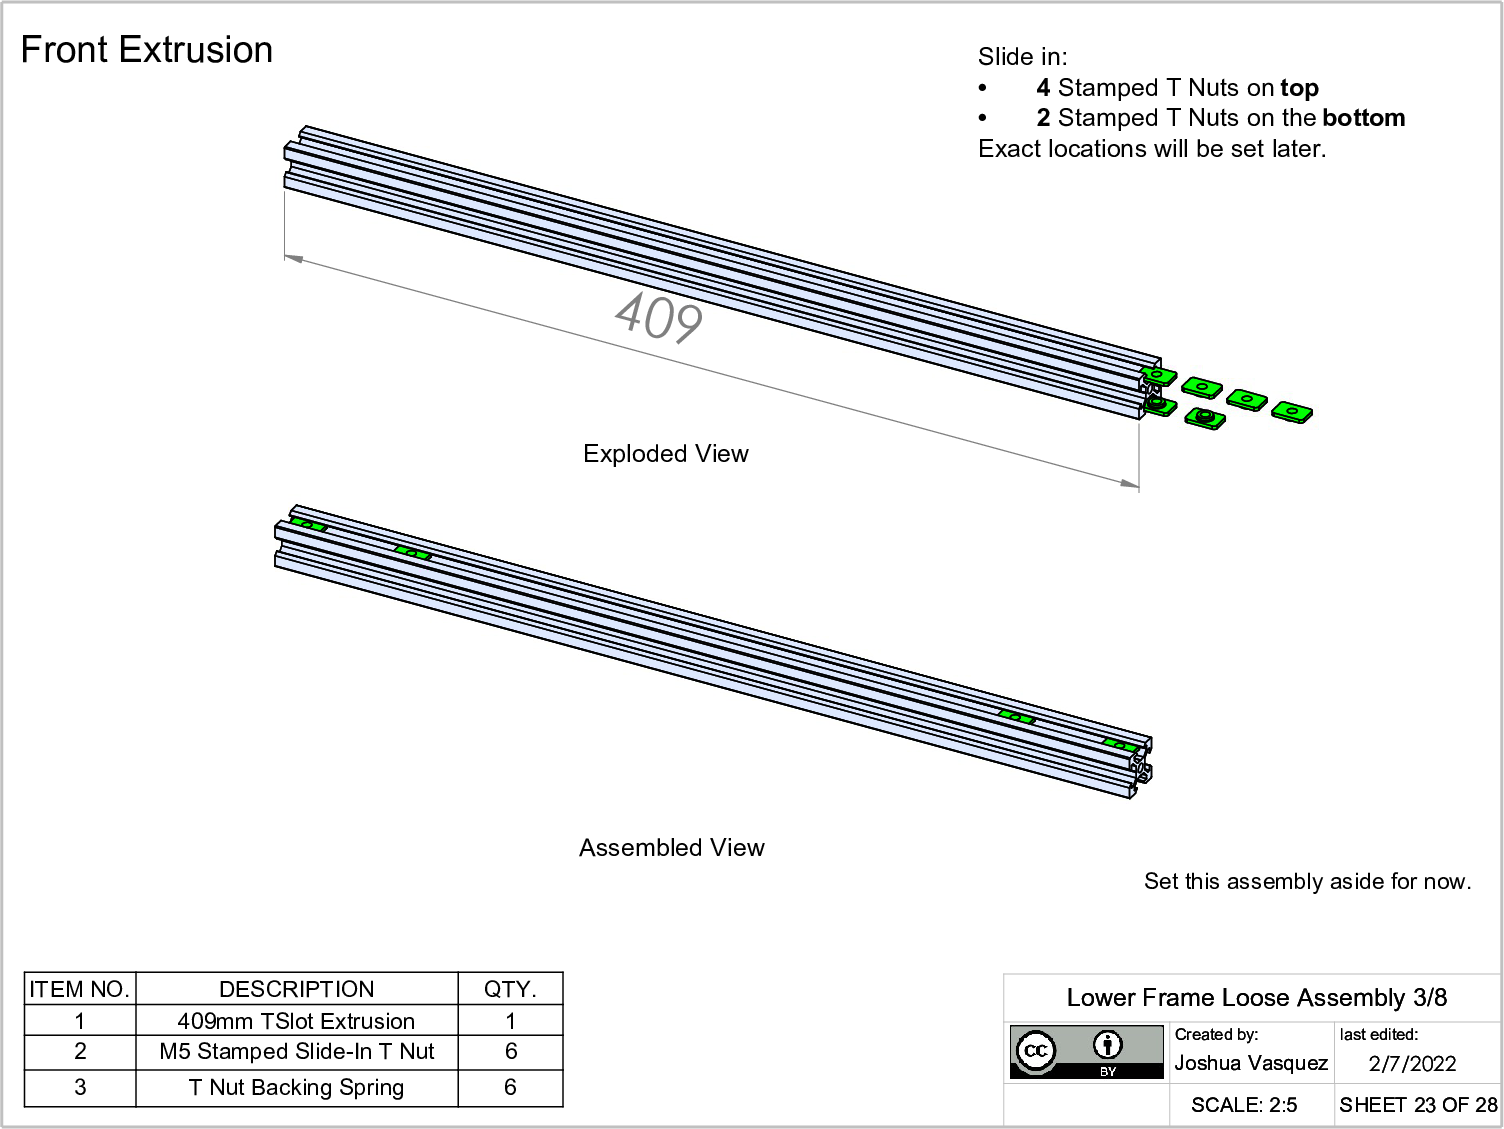 Front Extrusion
Slide in:
• 4 Stamped T Nuts on top
• 2 Stamped T Nuts on the bottom
Exact locations will be set later.
409
Exploded View
Assembled View
Set this assembly aside for now.
ITEM NO. DESCRIPTION QTY.
1 409mm TSlot Extrusion 1
2 M5 Stamped Slide-In T Nut 6
3 T Nut Backing Spring 6
Lower Frame Loose Assembly 3/8
cc BY
Created by:
Joshua Vasquez
last edited:
2/7/2022
SCALE: 2:5
SHEET 23 OF 28